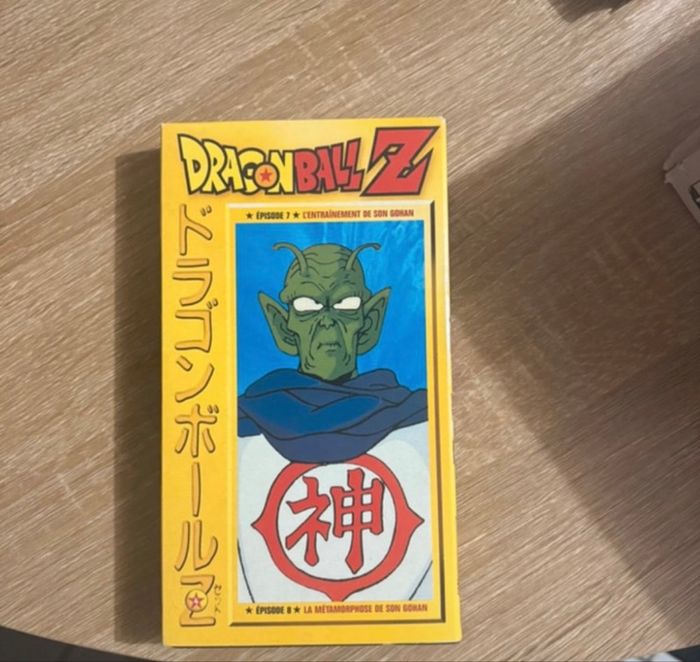 DRAGON BALL Z
ドラゴンボールZ
★ ÉPISODE 7 ★ L'ENTRAÎNEMENT DE SON GOHAN
神
★ ÉPISODE 8 ★ LA MÉTAMORPHOSE DE SON GOHAN